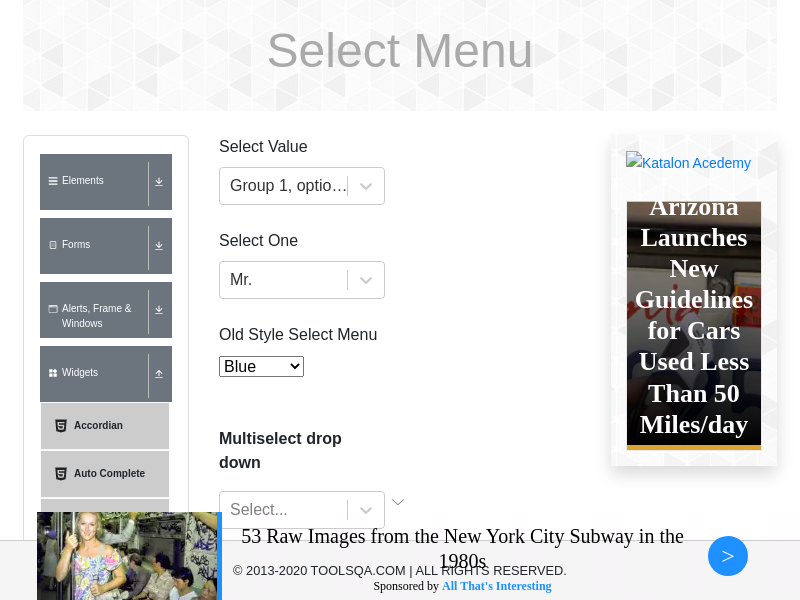 Select Menu
Elements
Forms
Alerts, Frame &
Windows
Widgets
Accordian
Auto Complete
Select Value
Group 1, optio...
Select One
Mr.
Old Style Select Menu
Blue
Multiselect drop
down
Select...
Katalon Acedemy
Arizona
Launches
New
Guidelines
for Cars
Used Less
Than 50
Miles/day
53 Raw Images from the New York City Subway in the
1980s
© 2013-2020 TOOLSQA.COM | ALL RIGHTS RESERVED.
Sponsored by All That's Interesting
>